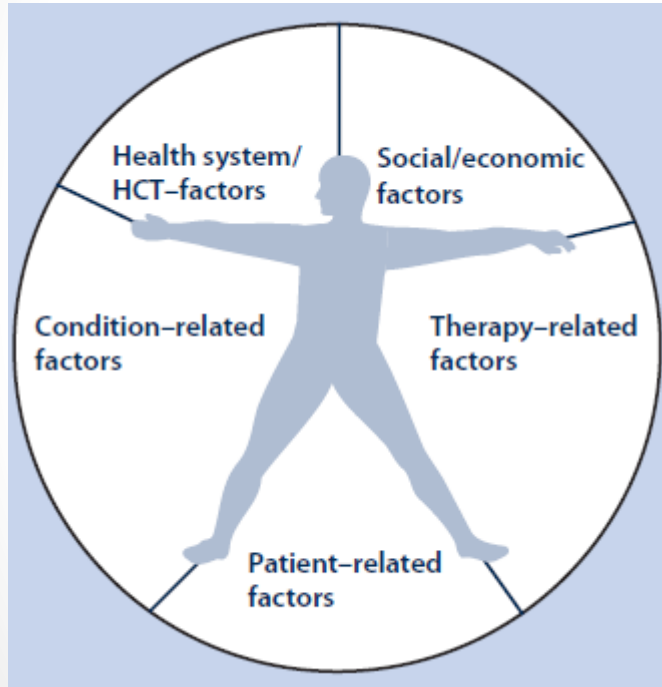 Health system/
HCT–factors
Social/economic
factors
Condition–related
factors
Therapy–related
factors
Patient–related
factors